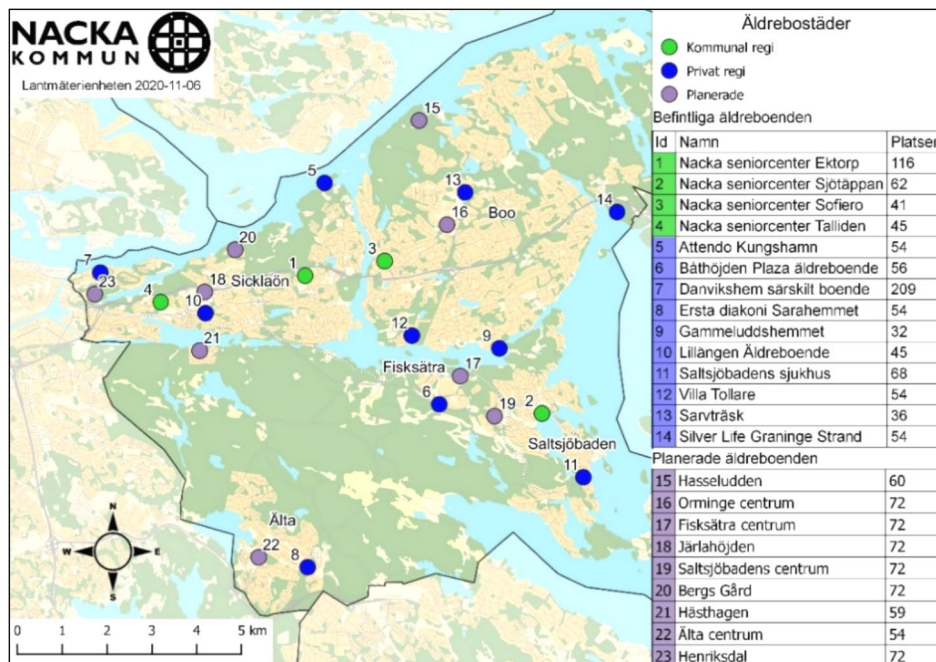 NACKA
KOMMUN
Lantmäterienheten 2020-11-06
15
5
13
14
16
Boo
20
3
7
1
Sicklaön
18
23
4
10
12
9
21
Fisksätra
17
6
2
19
Saltsjöbaden
11
Älta
22
8
N
W E
S
0 1 2 3 4 5 km
Äldrebostäder
Kommunal regi
Privat regi
Planerade
Befintliga äldreboenden
Id Namn Platser
1 Nacka seniorcenter Ektorp 116
2 Nacka seniorcenter Sjötäppan 62
3 Nacka seniorcenter Sofiero 41
4 Nacka seniorcenter Talliden 45
5 Attendo Kungshamn 54
6 Båthöjden Plaza äldreboende 56
7 Danvikshem särskilt boende 209
8 Ersta diakoni Sarahemmet 54
9 Gammeluddshemmet 32
10 Lillängen Äldreboende 45
11 Saltsjöbadens sjukhus 68
12 Villa Tollare 54
13 Sarvträsk 36
14 Silver Life Graninge Strand 54
Planerade äldreboenden
15 Hasseludden 60
16 Orminge centrum 72
17 Fisksätra centrum 72
18 Järlahöjden 72
19 Saltsjöbadens centrum 72
20 Bergs Gård 72
21 Hästhagen 59
22 Älta centrum 54
23 Henriksdal 72